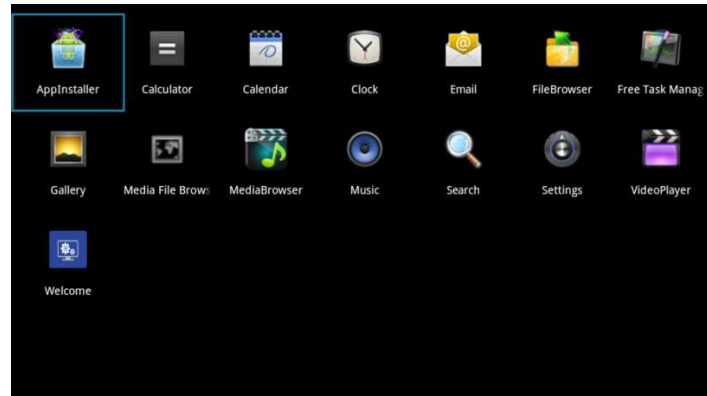 AppInstaller
Calculator
Calendar
Clock
Email
FileBrowser
Free Task Manag
Gallery
Media File Brows
MediaBrowser
Music
Search
Settings
VideoPlayer
Welcome